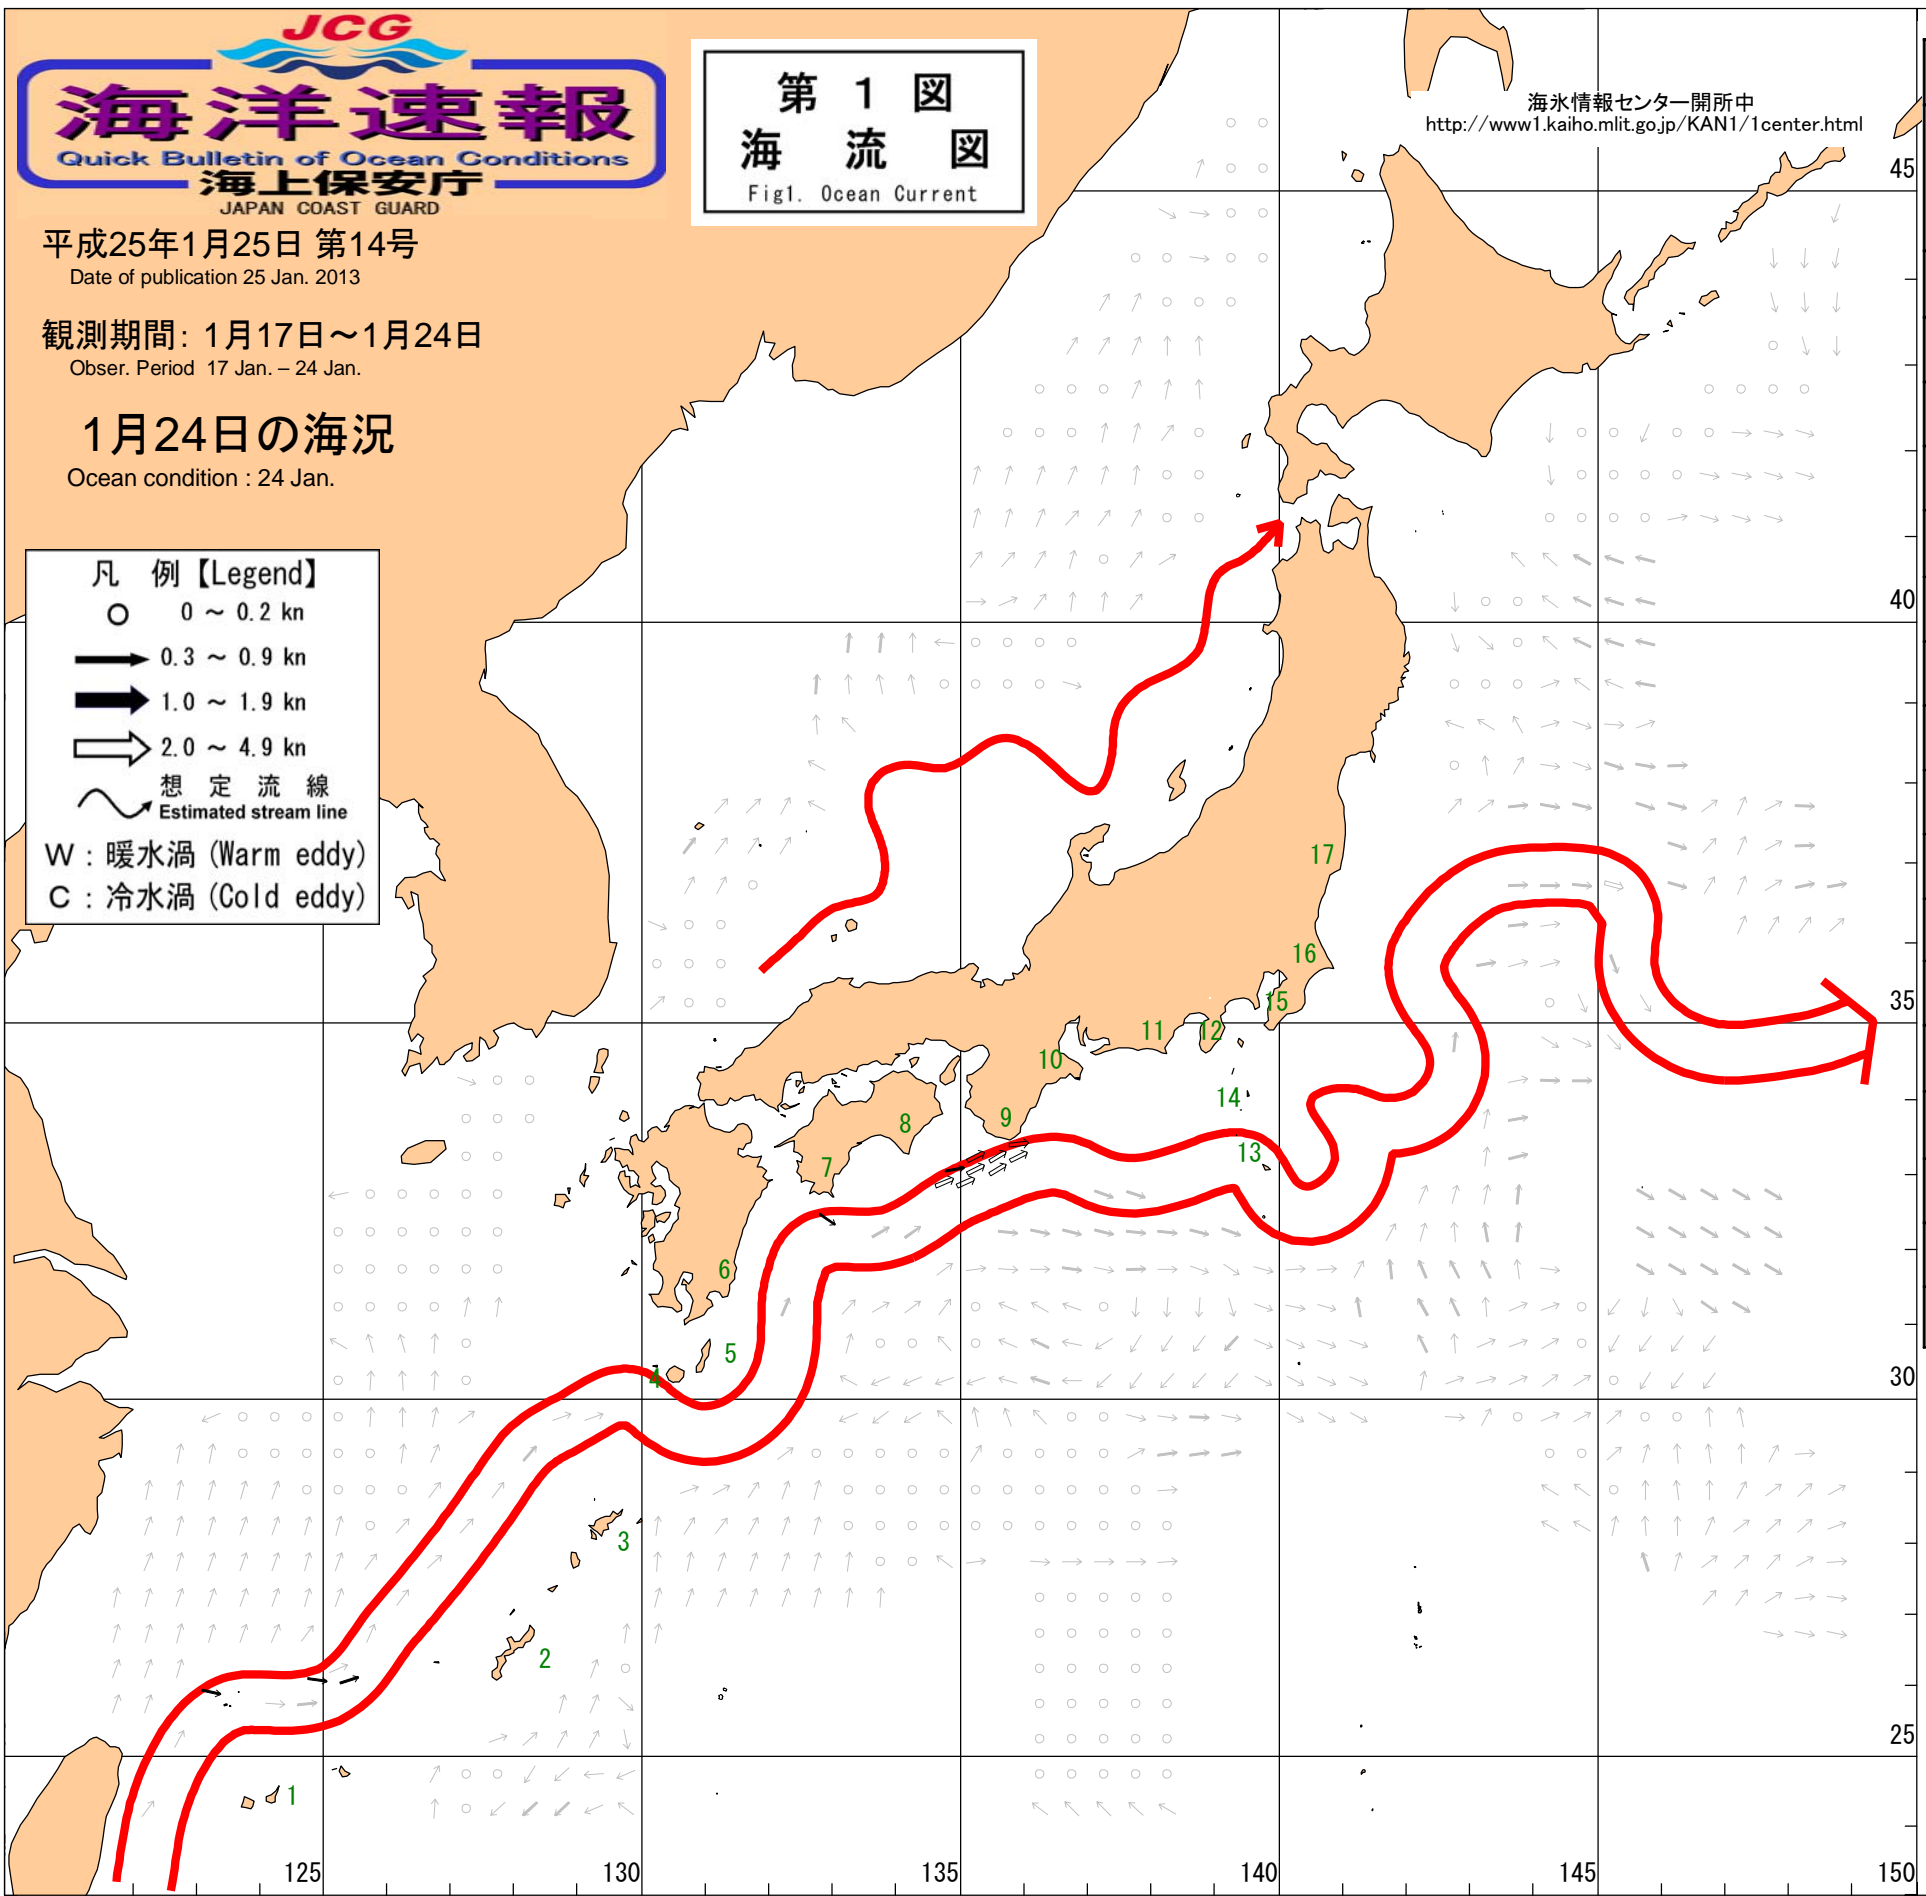 JCG
海洋速報
Quick Bulletin of Ocean Conditions
海上保安庁
JAPAN COAST GUARD
第 1 図
海 流 図
Fig1. Ocean Current
海氷情報センター開所中
http://www1.kaiho.mlit.go.jp/KAN1/1center.html
平成25年1月25日 第14号
Date of publication 25 Jan. 2013
観測期間: 1月17日～1月24日
Obser. Period 17 Jan. – 24 Jan.
1月24日の海況
Ocean condition : 24 Jan.
凡 例【Legend】
0 ～ 0.2 kn
0.3 ～ 0.9 kn
1.0 ～ 1.9 kn
2.0 ～ 4.9 kn
想 定 流 線
Estimated stream line
W : 暖水渦 (Warm eddy)
C : 冷水渦 (Cold eddy)
45
40
17
16
35
15
12
11
10
14
9
8
13
7
6
5
4
30
3
2
25
1
125
130
135
140
145
150